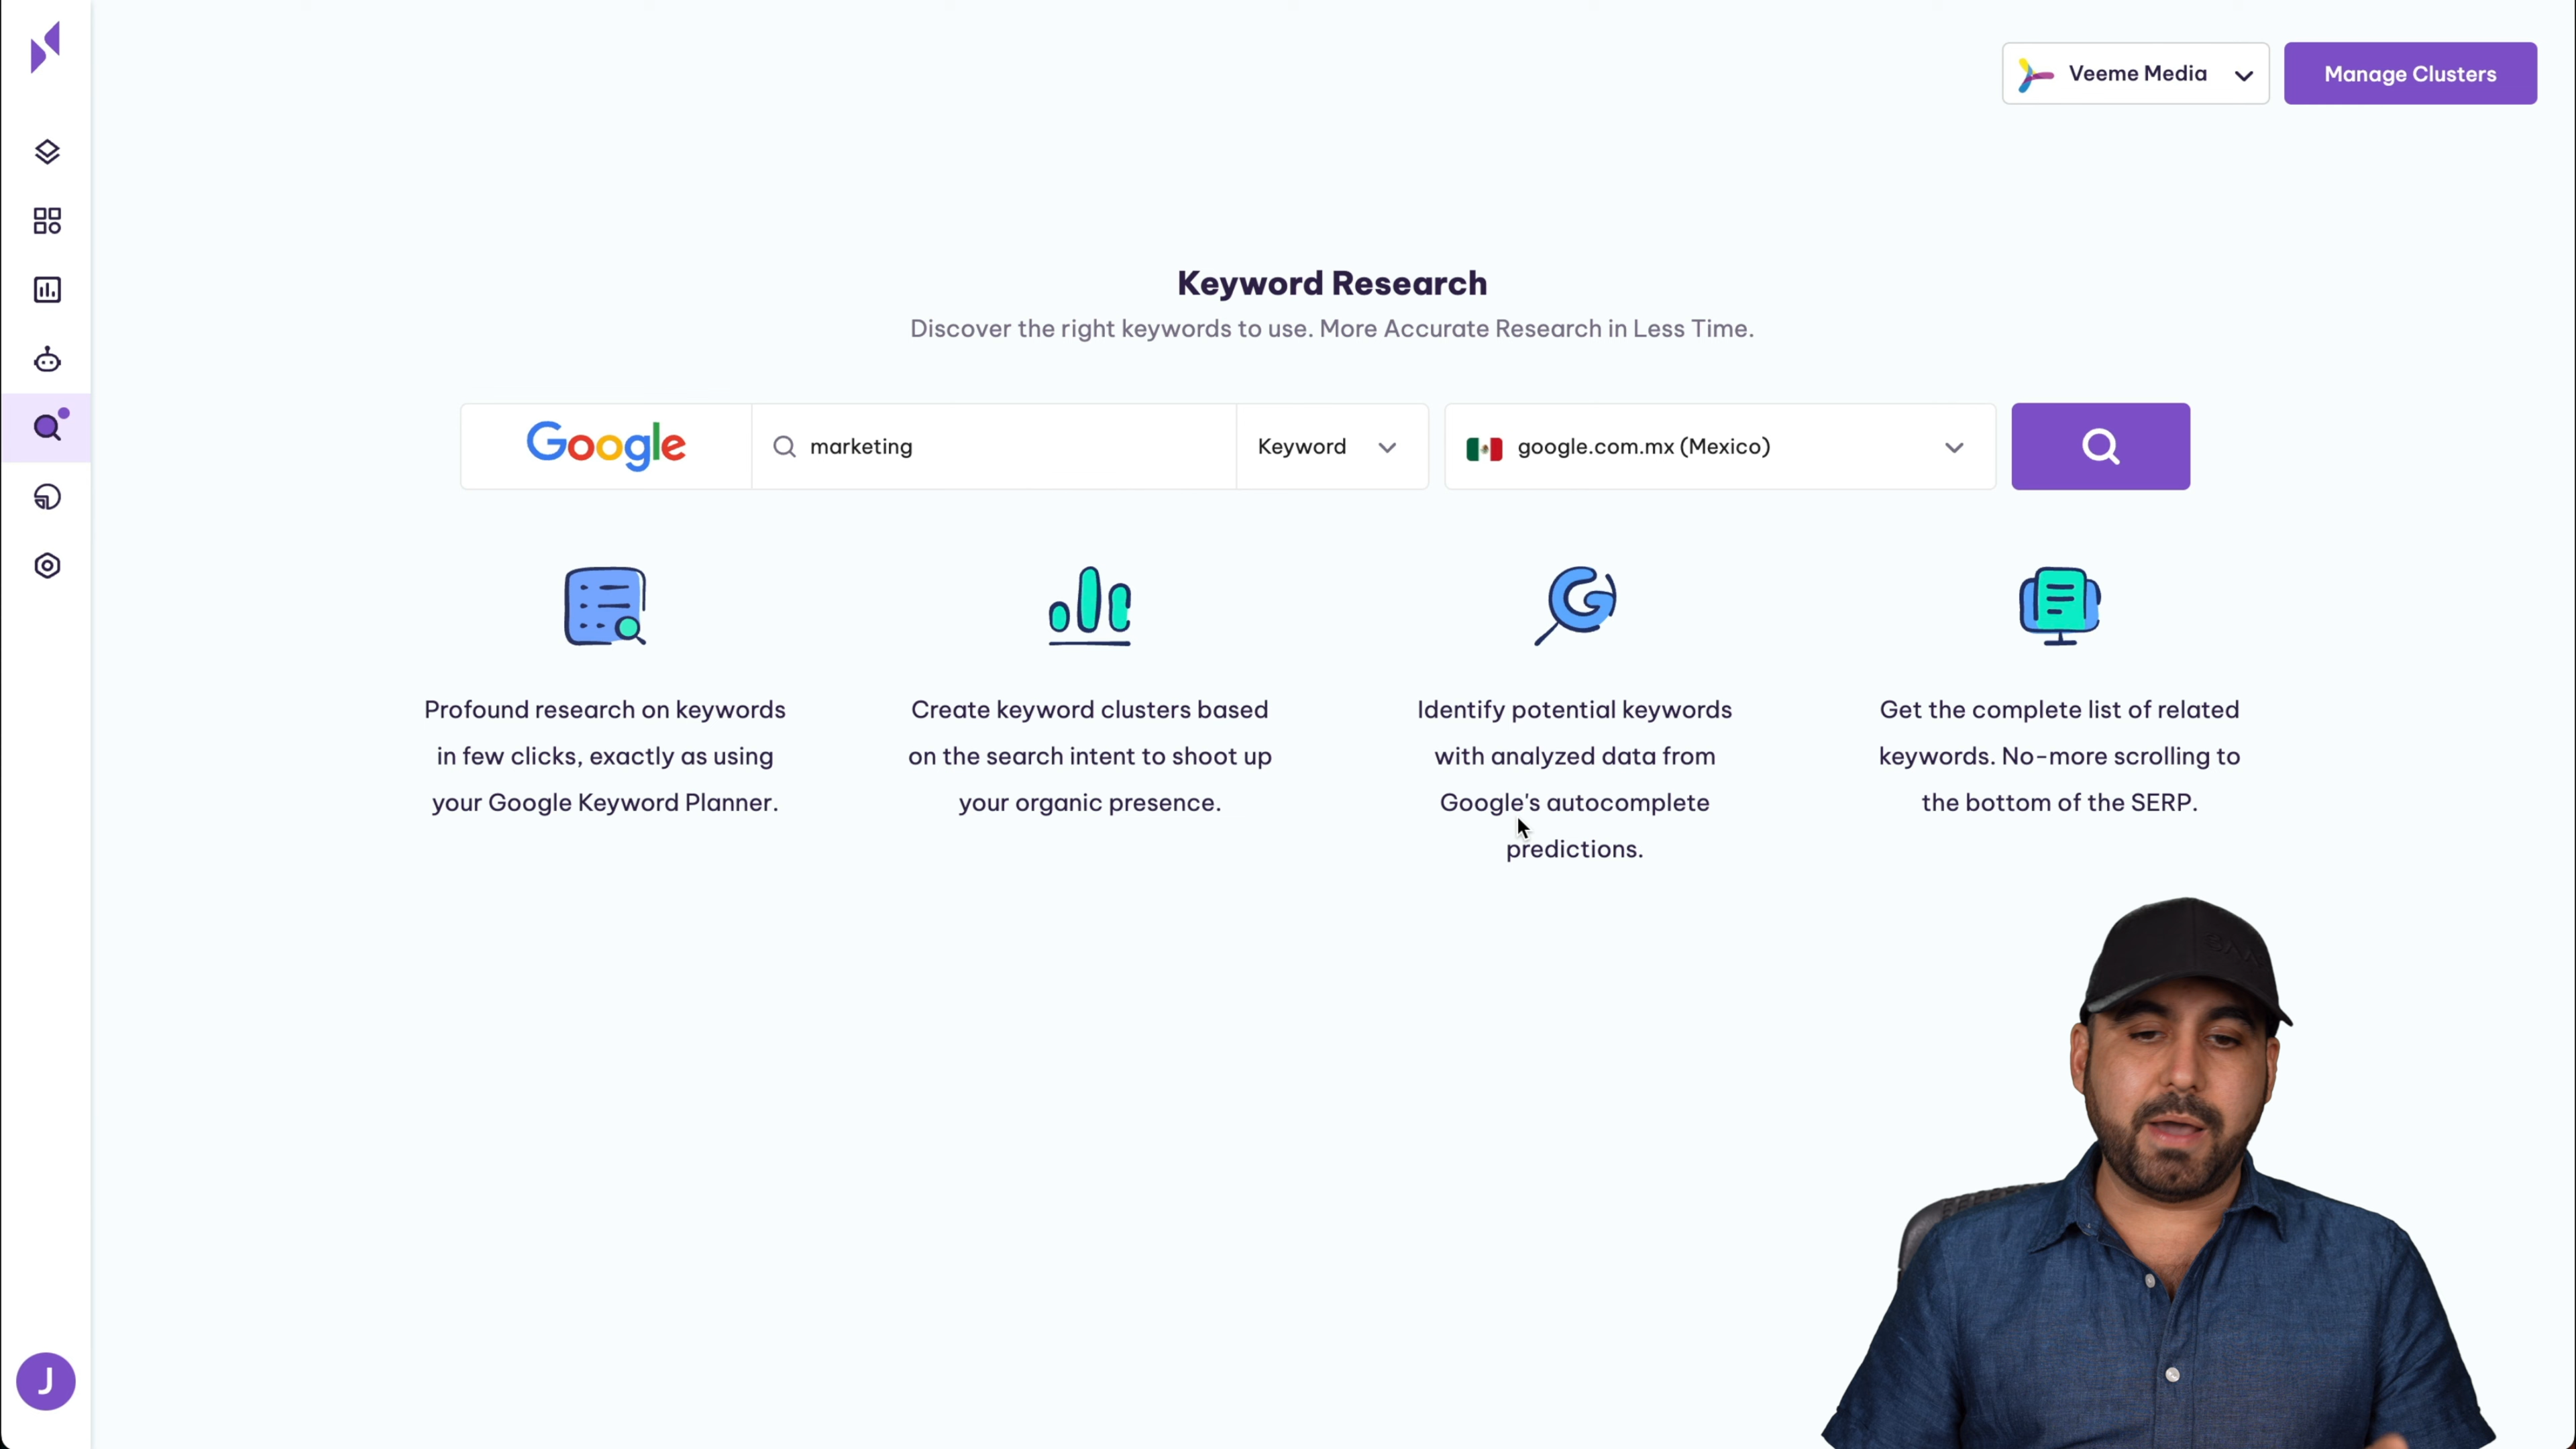 Veeme Media
Manage Clusters
Keyword Research
Discover the right keywords to use. More Accurate Research in Less Time.
Google
marketing
Keyword
google.com.mx (Mexico)
Profound research on keywords
in few clicks, exactly as using
your Google Keyword Planner.
Create keyword clusters based
on the search intent to shoot up
your organic presence.
Identify potential keywords
with analyzed data from
Google's autocomplete
predictions.
Get the complete list of related
keywords. No-more scrolling to
the bottom of the SERP.
J